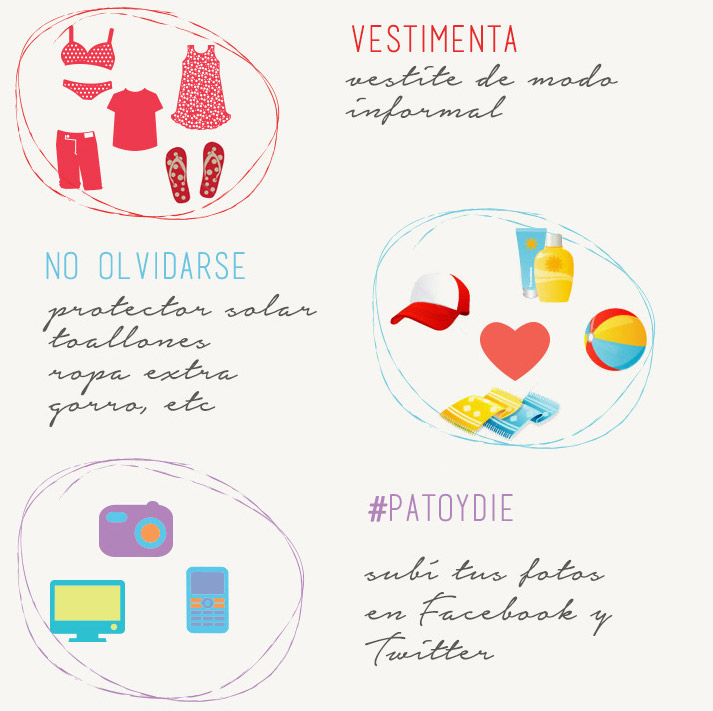 VESTIMENTA
vestite de modo
informal
NO OLVIDARSE
protector solar
toallones
ropa extra
gorro, etc
#PATOYDIE
subí tus fotos
en Facebook y
Twitter